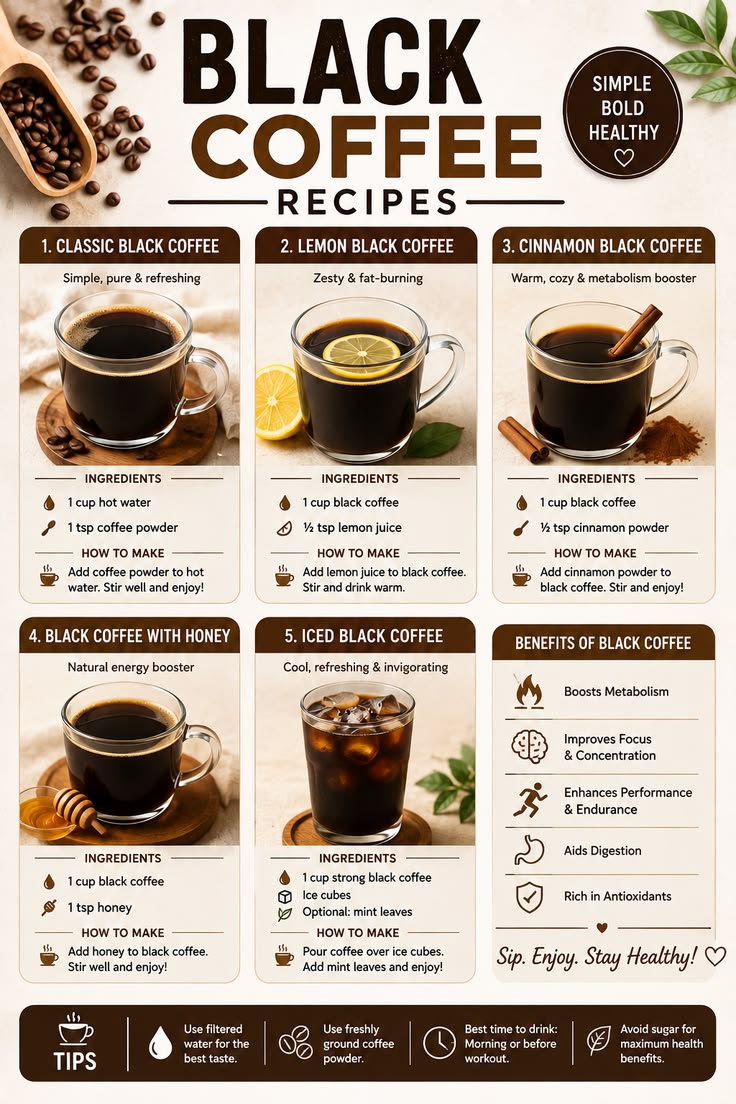 BLACK
COFFEE
RECIPES
SIMPLE
BOLD
HEALTHY
1. CLASSIC BLACK COFFEE
Simple, pure & refreshing
INGREDIENTS
1 cup hot water
1 tsp coffee powder
HOW TO MAKE
Add coffee powder to hot
water. Stir well and enjoy!
2. LEMON BLACK COFFEE
Zesty & fat-burning
INGREDIENTS
1 cup black coffee
½ tsp lemon juice
HOW TO MAKE
Add lemon juice to black coffee.
Stir and drink warm.
3. CINNAMON BLACK COFFEE
Warm, cozy & metabolism booster
INGREDIENTS
1 cup black coffee
½ tsp cinnamon powder
HOW TO MAKE
Add cinnamon powder to
black coffee. Stir and enjoy!
4. BLACK COFFEE WITH HONEY
Natural energy booster
INGREDIENTS
1 cup black coffee
1 tsp honey
HOW TO MAKE
Add honey to black coffee.
Stir well and enjoy!
5. ICED BLACK COFFEE
Cool, refreshing & invigorating
INGREDIENTS
1 cup strong black coffee
Ice cubes
Optional: mint leaves
HOW TO MAKE
Pour coffee over ice cubes.
Add mint leaves and enjoy!
BENEFITS OF BLACK COFFEE
Boosts Metabolism
Improves Focus
& Concentration
Enhances Performance
& Endurance
Aids Digestion
Rich in Antioxidants
Sip. Enjoy. Stay Healthy!
TIPS
Use filtered
water for the
best taste.
Use freshly
ground coffee
powder.
Best time to drink:
Morning or before
workout.
Avoid sugar for
maximum health
benefits.